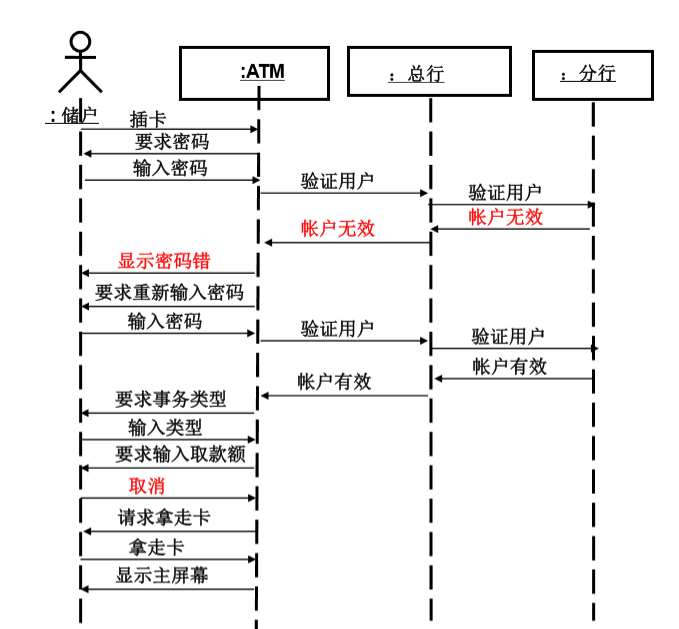 :ATM
：总行
：分行
：储户
插卡
要求密码
输入密码
验证用户
验证用户
帐户无效
帐户无效
显示密码错
要求重新输入密码
输入密码
验证用户
验证用户
帐户有效
帐户有效
要求事务类型
输入类型
要求输入取款额
取消
请求拿走卡
拿走卡
显示主屏幕